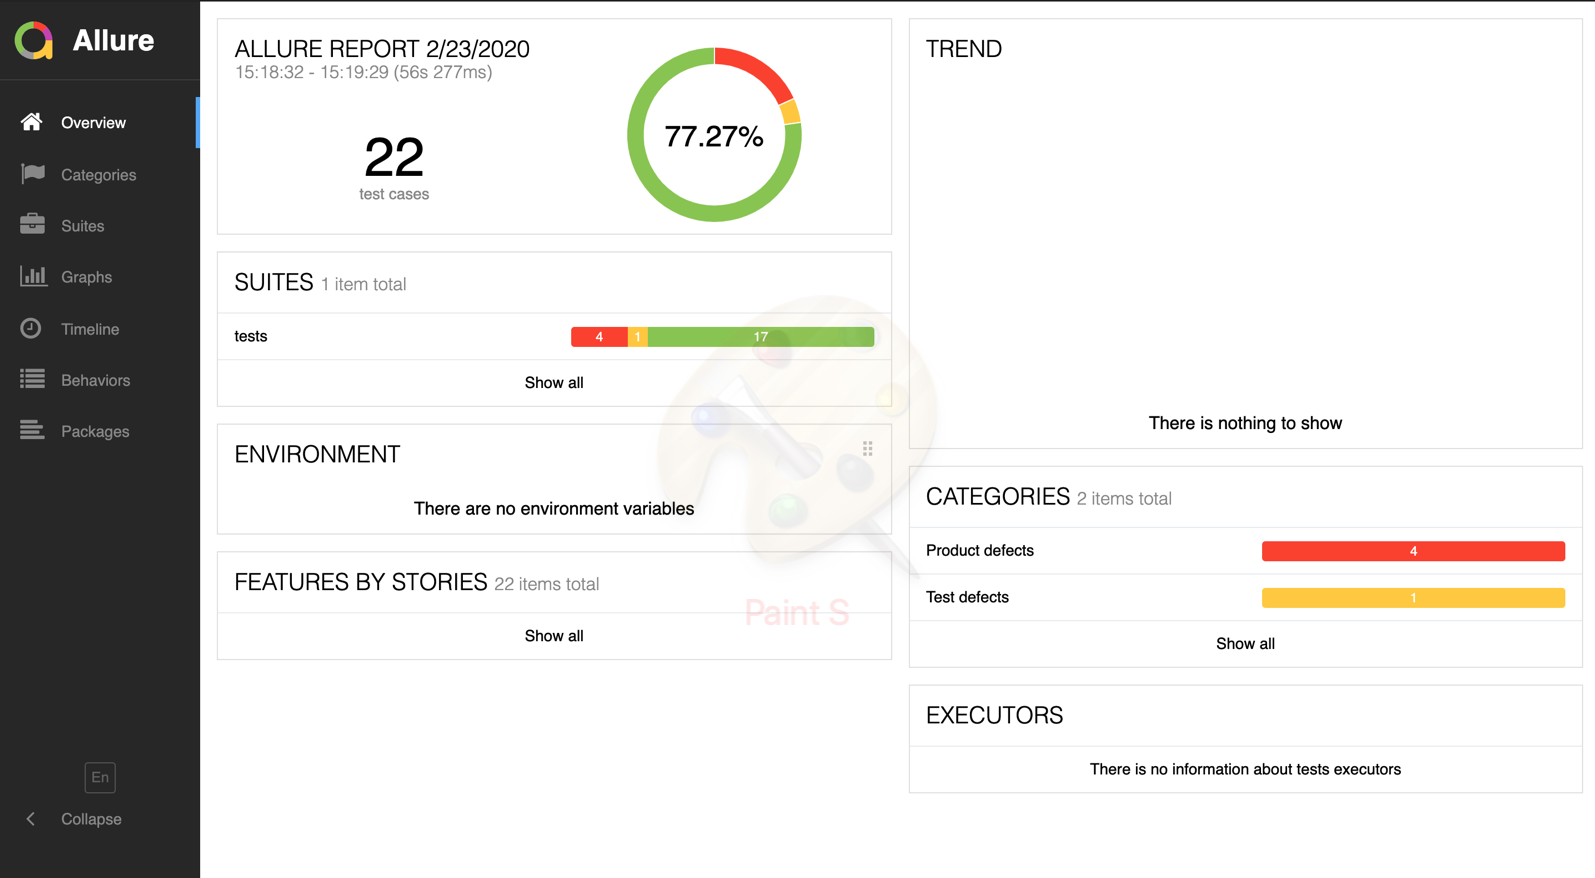 Allure
Overview
Categories
Suites
Graphs
Timeline
Behaviors
Packages
En
Collapse
ALLURE REPORT 2/23/2020
15:18:32 - 15:19:29 (56s 277ms)
22
test cases
77.27%
SUITES 1 item total
tests 4 1 17
Show all
ENVIRONMENT
There are no environment variables
FEATURES BY STORIES 22 items total
Show all
Paint S
TREND
There is nothing to show
CATEGORIES 2 items total
Product defects 4
Test defects 1
Show all
EXECUTORS
There is no information about tests executors